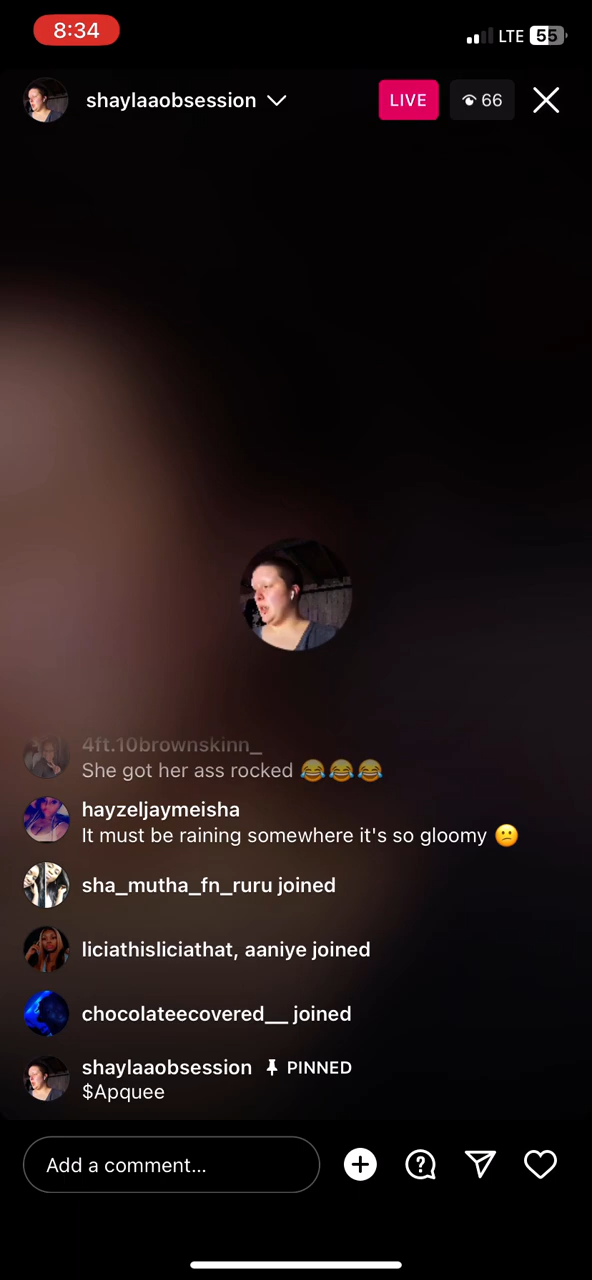 8:34
LTE 55
shaylaaobsession
LIVE
66
4ft.10brownskinn_
She got her ass rocked 😂😂😂
hayzeljaymeisha
It must be raining somewhere it's so gloomy 😕
sha_mutha_fn_ruru joined
liciathisliciathat, aaniye joined
chocolateecovered__ joined
shaylaaobsession PINNED
$Apquee
Add a comment...